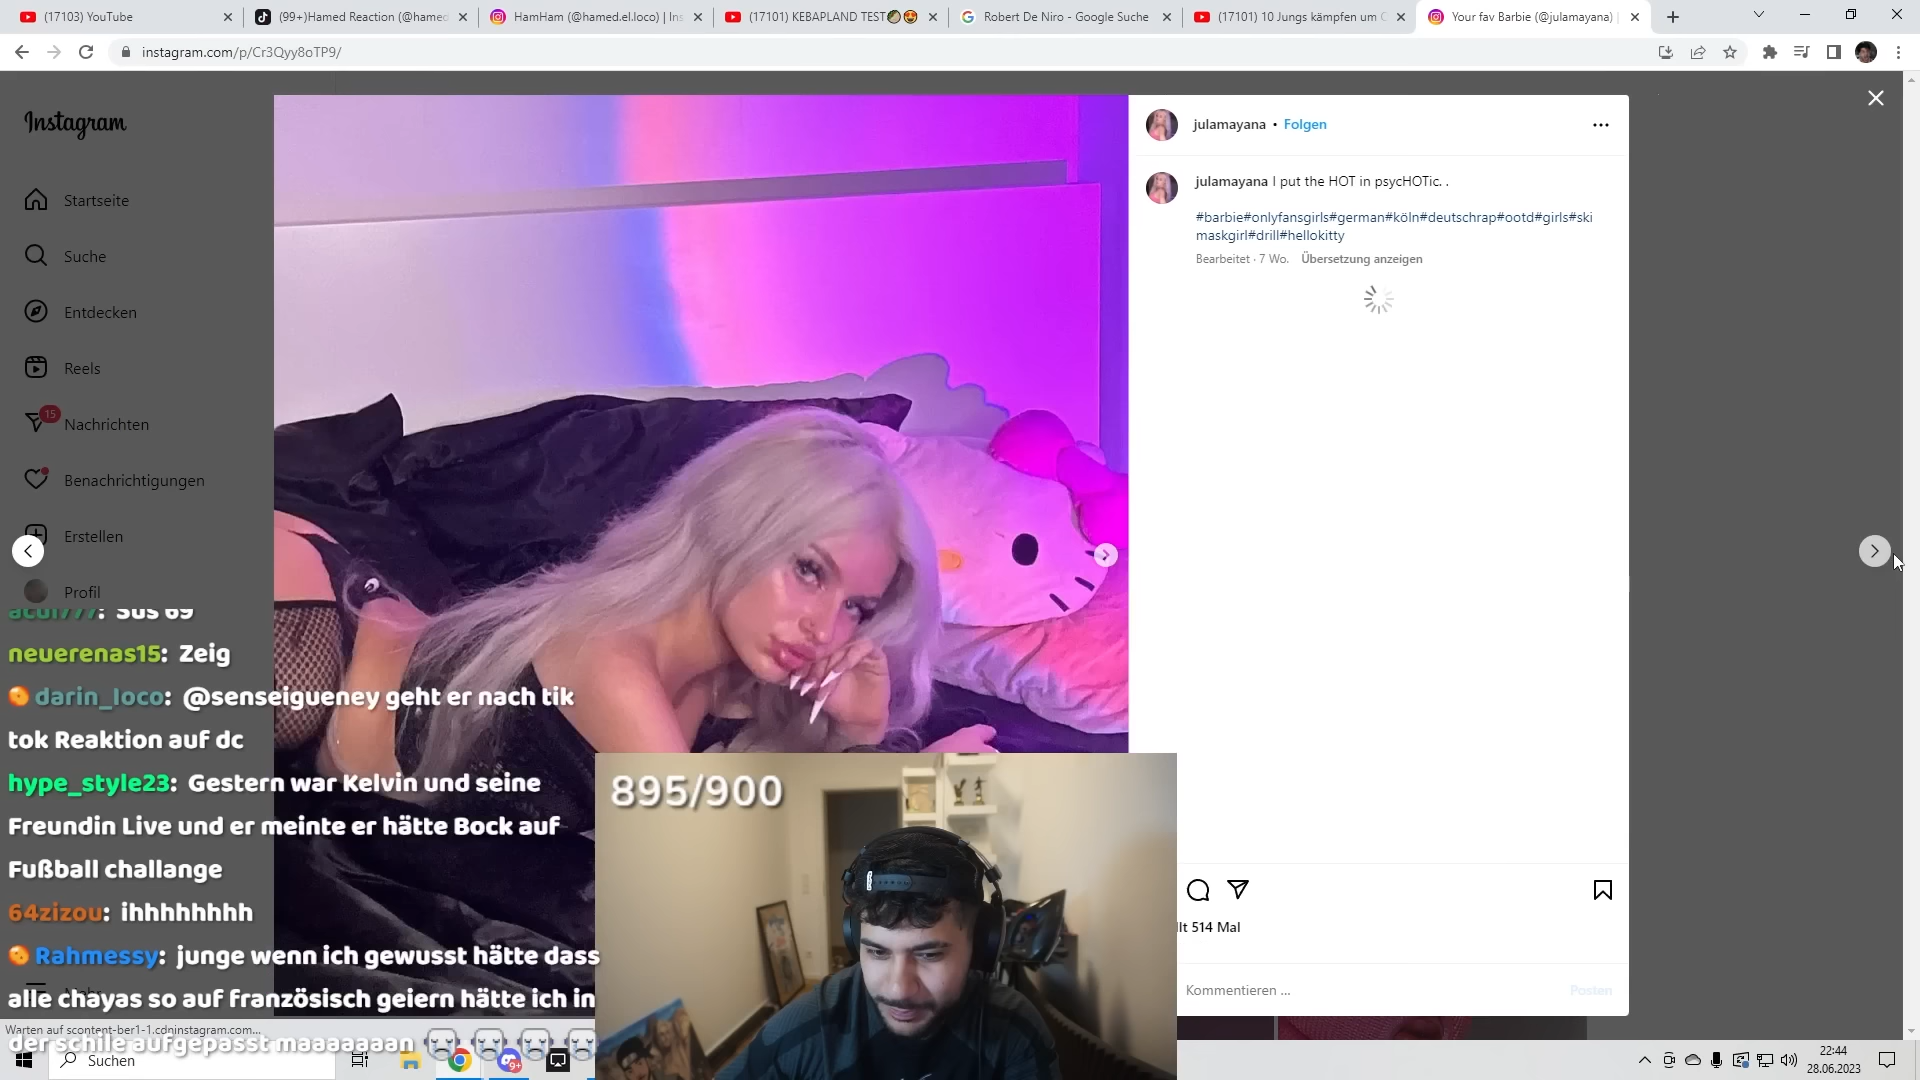 (17103) YouTube
(99+)Hamed Reaction (@hamed
HamHam (@hamed.el.loco) | Ins
(17101) KEBAPLAND TEST
Robert De Niro - Google Suche
(17101) 10 Jungs kämpfen um C
Your fav Barbie (@julamayana) |
instagram.com/p/Cr3Qyy8oTP9/
Instagram
Startseite
Suche
Entdecken
Reels
15
Nachrichten
Benachrichtigungen
Erstellen
Profil
julamayana • Folgen
julamayana I put the HOT in psycHOTic. .
#barbie#onlyfansgirls#german#köln#deutschrap#ootd#girls#ski
maskgirl#drill#hellokitty
Bearbeitet · 7 Wo. Übersetzung anzeigen
llt 514 Mal
Kommentieren ...
Posten
: Sus 69
neuerenas15: Zeig
darin_loco: @senseigueney geht er nach tik
tok Reaktion auf dc
hype_style23: Gestern war Kelvin und seine
Freundin Live und er meinte er hätte Bock auf
Fußball challange
64zizou: ihhhhhhhh
Rahmessy: junge wenn ich gewusst hätte dass
alle chayas so auf französisch geiern hätte ich in
der schile aufgepasst maaaaaaan
895/900
Warten auf scontent-ber1-1.cdninstagram.com...
Suchen
9+
22:44
28.06.2023